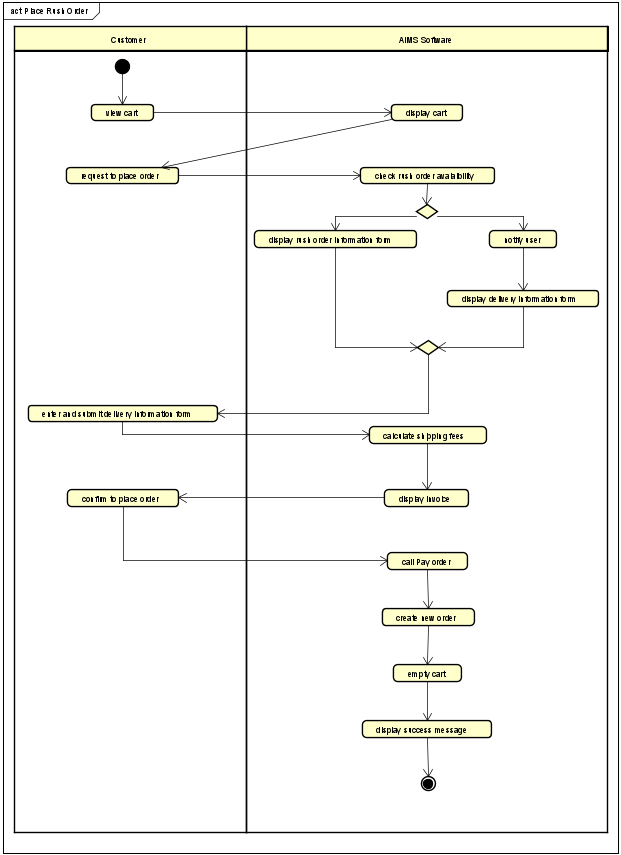 act Place Rush Order
Customer
AIMS Software
view cart
display cart
request to place order
check rush order availability
display rush order information form
notify user
display delivery information form
enter and submit delivery information form
calculate shipping fees
confirm to place order
display invoice
call Pay order
create new order
empty cart
display success message